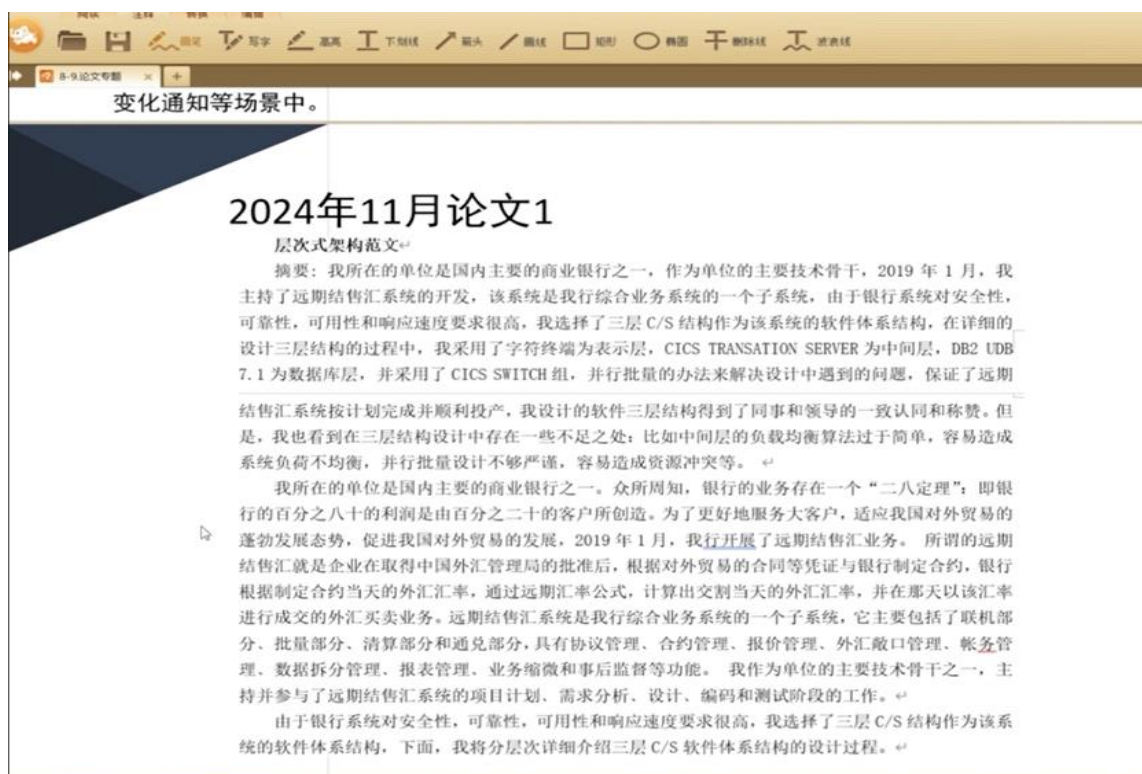 阅读 注释 转换 编辑
画笔 写字 高亮 下划线 箭头 画线 矩形 椭圆 删除线 波浪线
8-9.论文专题 × +
变化通知等场景中。
2024年11月论文1
层次式架构范文↵
摘要：我所在的单位是国内主要的商业银行之一，作为单位的主要技术骨干，2019 年 1 月，我
主持了远期结售汇系统的开发，该系统是我行综合业务系统的一个子系统，由于银行系统对安全性，
可靠性，可用性和响应速度要求很高，我选择了三层 C/S 结构作为该系统的软件体系结构，在详细的
设计三层结构的过程中，我采用了字符终端为表示层，CICS TRANSATION SERVER 为中间层，DB2 UDB
7.1 为数据库层，并采用了 CICS SWITCH 组，并行批量的办法来解决设计中遇到的问题，保证了远期
结售汇系统按计划完成并顺利投产，我设计的软件三层结构得到了同事和领导的一致认同和称赞。但
是，我也看到在三层结构设计中存在一些不足之处：比如中间层的负载均衡算法过于简单，容易造成
系统负荷不均衡，并行批量设计不够严谨，容易造成资源冲突等。 ↵
我所在的单位是国内主要的商业银行之一。众所周知，银行的业务存在一个“二八定理”：即银
行的百分之八十的利润是由百分之二十的客户所创造。为了更好地服务大客户，适应我国对外贸易的
蓬勃发展态势，促进我国对外贸易的发展，2019 年 1 月，我行开展了远期结售汇业务。 所谓的远期
结售汇就是企业在取得中国外汇管理局的批准后，根据对外贸易的合同等凭证与银行制定合约，银行
根据制定合约当天的外汇汇率，通过远期汇率公式，计算出交割当天的外汇汇率，并在那天以该汇率
进行成交的外汇买卖业务。远期结售汇系统是我行综合业务系统的一个子系统，它主要包括了联机部
分、批量部分、清算部分和通兑部分，具有协议管理、合约管理、报价管理、外汇敞口管理、帐务管
理、数据拆分管理、报表管理、业务缩微和事后监督等功能。 我作为单位的主要技术骨干之一，主
持并参与了远期结售汇系统的项目计划、需求分析、设计、编码和测试阶段的工作。↵
由于银行系统对安全性，可靠性，可用性和响应速度要求很高，我选择了三层 C/S 结构作为该系
统的软件体系结构，下面，我将分层次详细介绍三层 C/S 软件体系结构的设计过程。↵